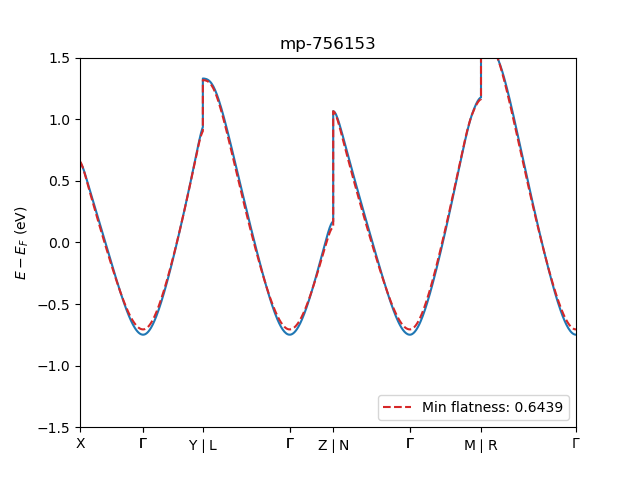 mp-756153
E − E_F (eV)
1.5
1.0
0.5
0.0
−0.5
−1.0
−1.5
Min flatness: 0.6439
X Γ Y | L Γ Z | N Γ M | R Γ